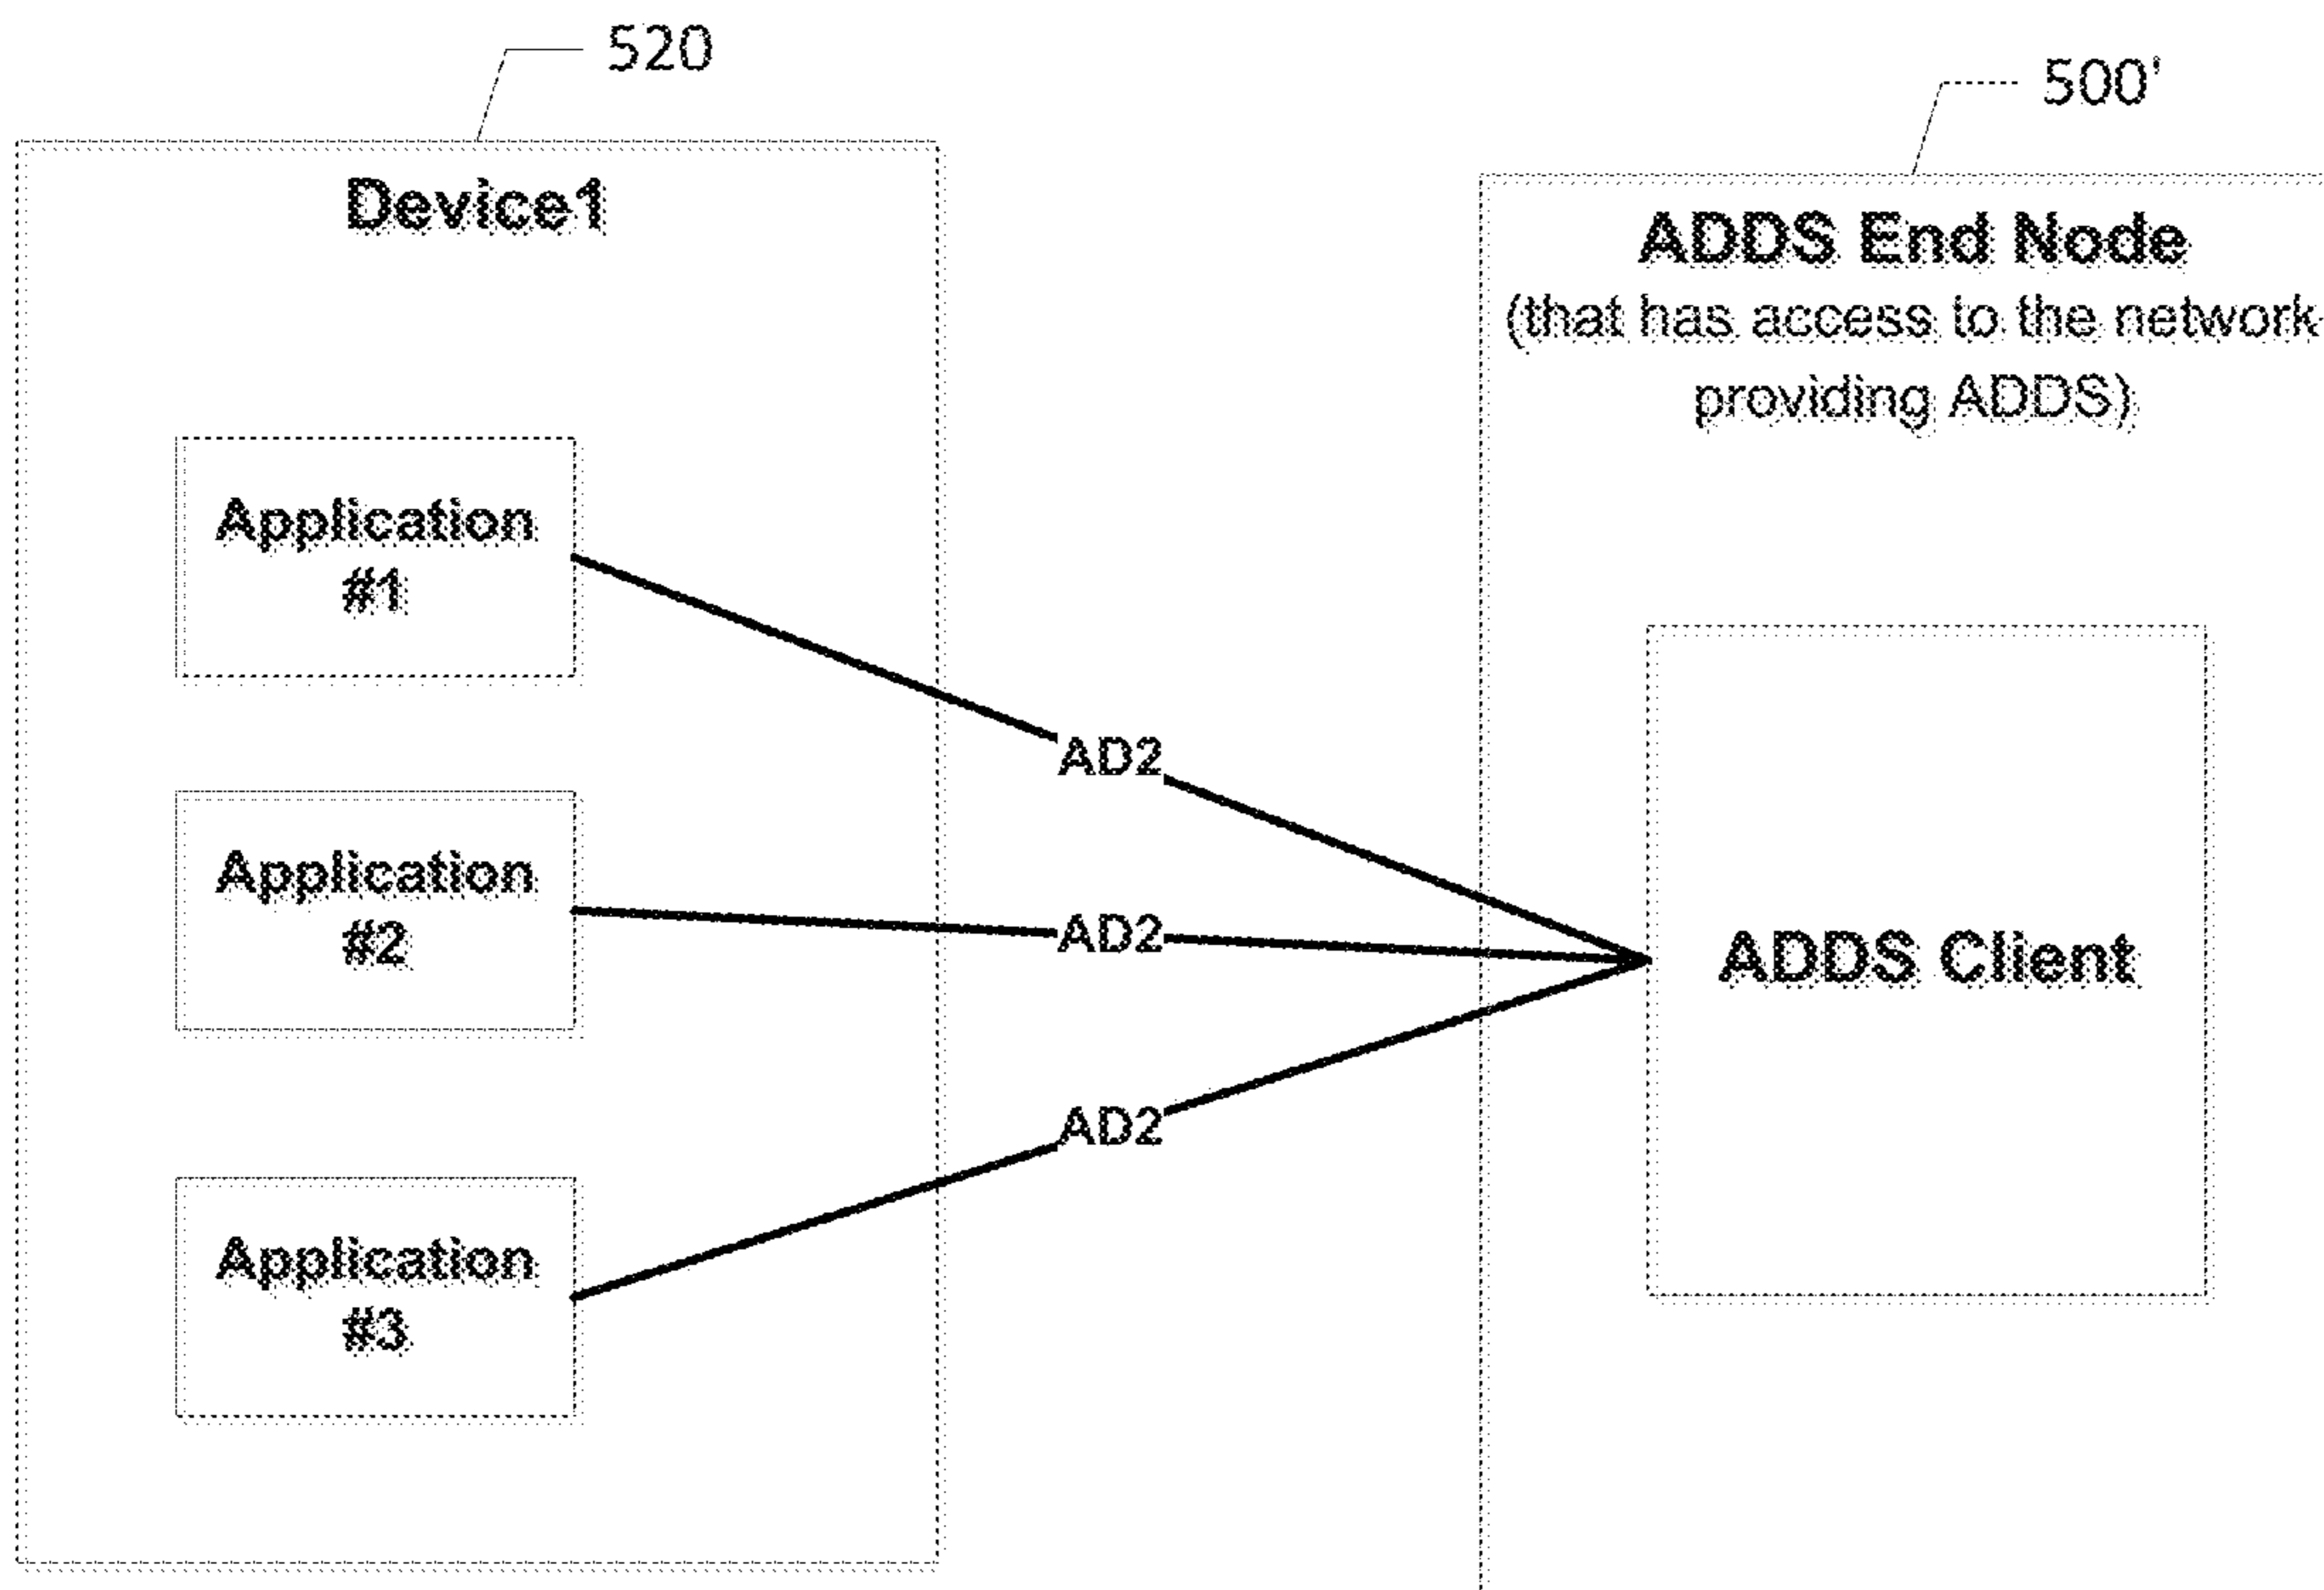 520
500'
Device1
ADDS End Node
(that has access to the network
providing ADDS)
Application
#1
AD2
Application
#2
AD2
ADDS Client
AD2
Application
#3